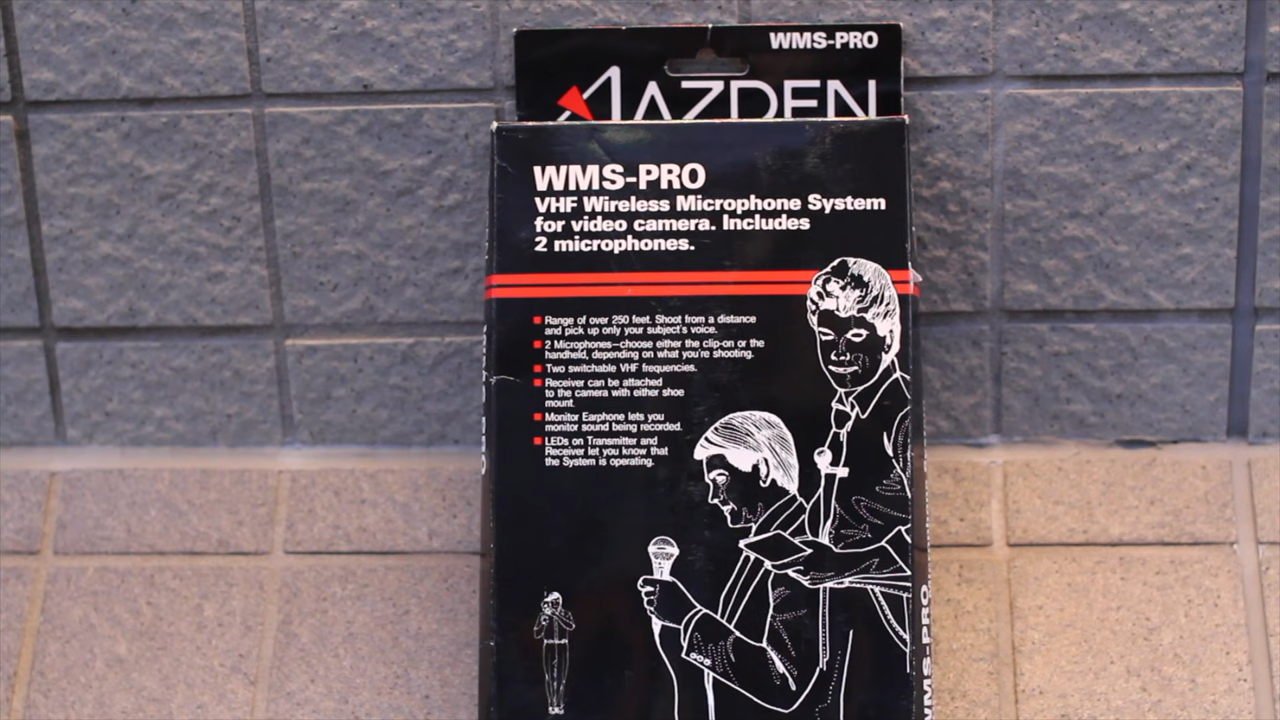 WMS-PRO
AZDEN
WMS-PRO
VHF Wireless Microphone System
for video camera. Includes
2 microphones.
Range of over 250 feet. Shoot from a distance
and pick up only your subject's voice.
2 Microphones—choose either the clip-on or the
handheld, depending on what you're shooting.
Two switchable VHF frequencies.
Receiver can be attached
to the camera with either shoe
mount.
Monitor Earphone lets you
monitor sound being recorded.
LEDs on Transmitter and
Receiver let you know that
the System is operating.
WMS-PRO